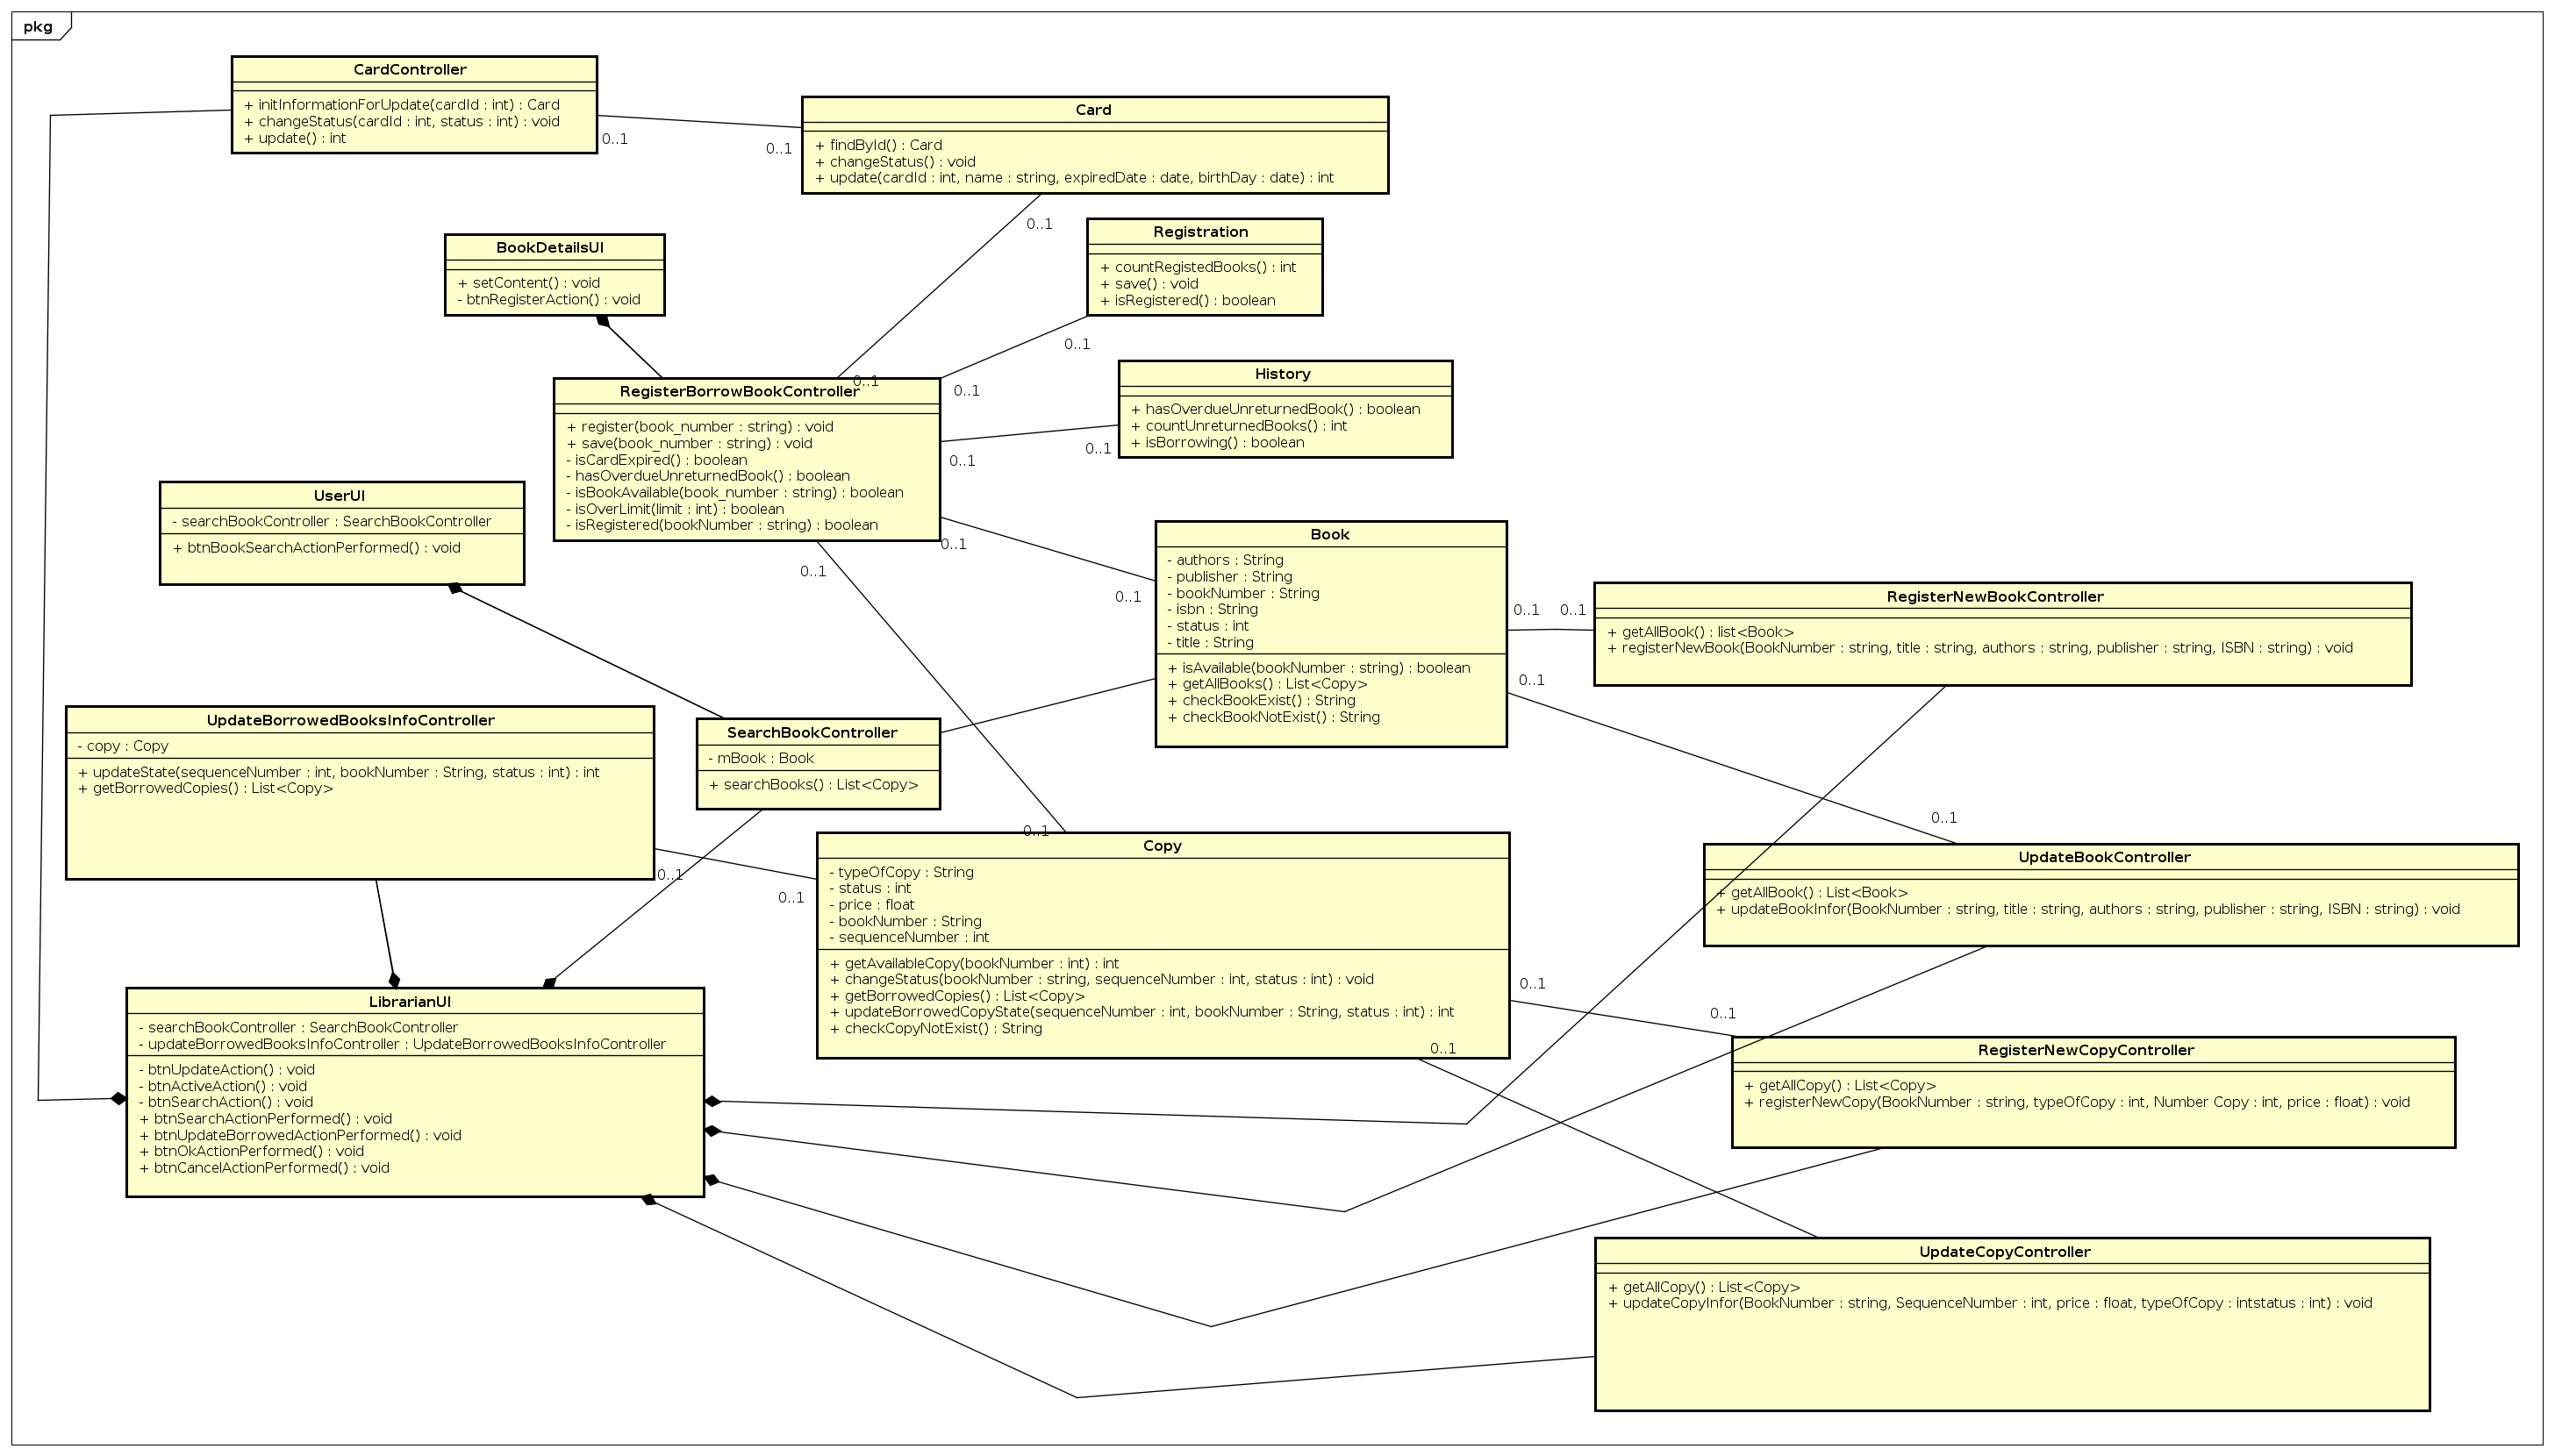 pkg
CardController
+ initInformationForUpdate(cardId : int) : Card
+ changeStatus(cardId : int, status : int) : void
+ update() : int
0..1
0..1
Card
+ findById() : Card
+ changeStatus() : void
+ update(cardId : int, name : string, expiredDate : date, birthDay : date) : int
0..1
BookDetailsUI
+ setContent() : void
- btnRegisterAction() : void
Registration
+ countRegistedBooks() : int
+ save() : void
+ isRegistered() : boolean
0..1
0..1
0..1
RegisterBorrowBookController
+ register(book_number : string) : void
+ save(book_number : string) : void
- isCardExpired() : boolean
- hasOverdueUnreturnedBook() : boolean
- isBookAvailable(book_number : string) : boolean
- isOverLimit(limit : int) : boolean
- isRegistered(bookNumber : string) : boolean
History
+ hasOverdueUnreturnedBook() : boolean
+ countUnreturnedBooks() : int
+ isBorrowing() : boolean
0..1
0..1
0..1
0..1
0..1
UserUI
- searchBookController : SearchBookController
+ btnBookSearchActionPerformed() : void
Book
- authors : String
- publisher : String
- bookNumber : String
- isbn : String
- status : int
- title : String
+ isAvailable(bookNumber : string) : boolean
+ getAllBooks() : List<Copy>
+ checkBookExist() : String
+ checkBookNotExist() : String
0..1
0..1
RegisterNewBookController
+ getAllBook() : list<Book>
+ registerNewBook(BookNumber : string, title : string, authors : string, publisher : string, ISBN : string) : void
0..1
0..1
UpdateBorrowedBooksInfoController
- copy : Copy
+ updateState(sequenceNumber : int, bookNumber : String, status : int) : int
+ getBorrowedCopies() : List<Copy>
SearchBookController
- mBook : Book
+ searchBooks() : List<Copy>
0..1
0..1
0..1
Copy
- typeOfCopy : String
- status : int
- price : float
- bookNumber : String
- sequenceNumber : int
+ getAvailableCopy(bookNumber : int) : int
+ changeStatus(bookNumber : string, sequenceNumber : int, status : int) : void
+ getBorrowedCopies() : List<Copy>
+ updateBorrowedCopyState(sequenceNumber : int, bookNumber : String, status : int) : int
+ checkCopyNotExist() : String
0..1
0..1
0..1
UpdateBookController
+ getAllBook() : List<Book>
+ updateBookInfor(BookNumber : string, title : string, authors : string, publisher : string, ISBN : string) : void
LibrarianUI
- searchBookController : SearchBookController
- updateBorrowedBooksInfoController : UpdateBorrowedBooksInfoController
- btnUpdateAction() : void
- btnActiveAction() : void
- btnSearchAction() : void
+ btnSearchActionPerformed() : void
+ btnUpdateBorrowedActionPerformed() : void
+ btnOkActionPerformed() : void
+ btnCancelActionPerformed() : void
RegisterNewCopyController
+ getAllCopy() : List<Copy>
+ registerNewCopy(BookNumber : string, typeOfCopy : int, Number Copy : int, price : float) : void
UpdateCopyController
+ getAllCopy() : List<Copy>
+ updateCopyInfor(BookNumber : string, SequenceNumber : int, price : float, typeOfCopy : intstatus : int) : void